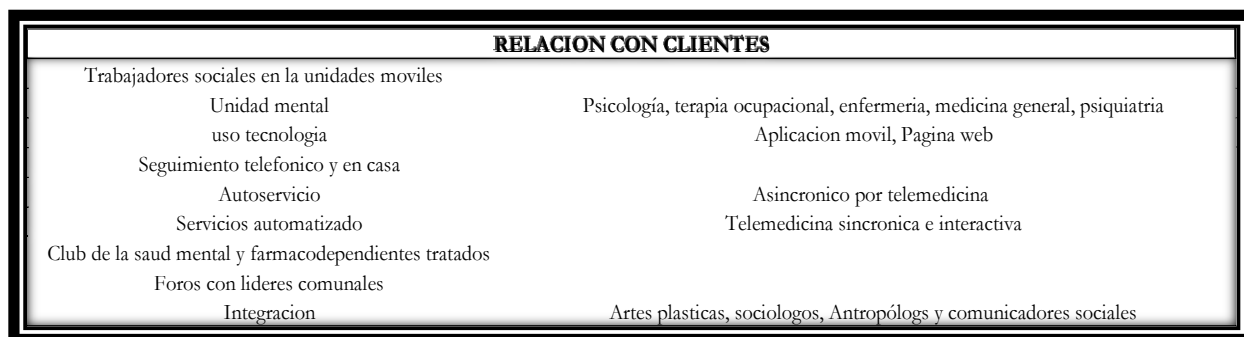 RELACION CON CLIENTES
Trabajadores sociales en la unidades moviles
Unidad mental Psicología, terapia ocupacional, enfermeria, medicina general, psiquiatria
uso tecnologia Aplicacion movil, Pagina web
Seguimiento telefonico y en casa
Autoservicio Asincronico por telemedicina
Servicios automatizado Telemedicina sincronica e interactiva
Club de la saud mental y farmacodependientes tratados
Foros con lideres comunales
Integracion Artes plasticas, sociologos, Antropólogs y comunicadores sociales